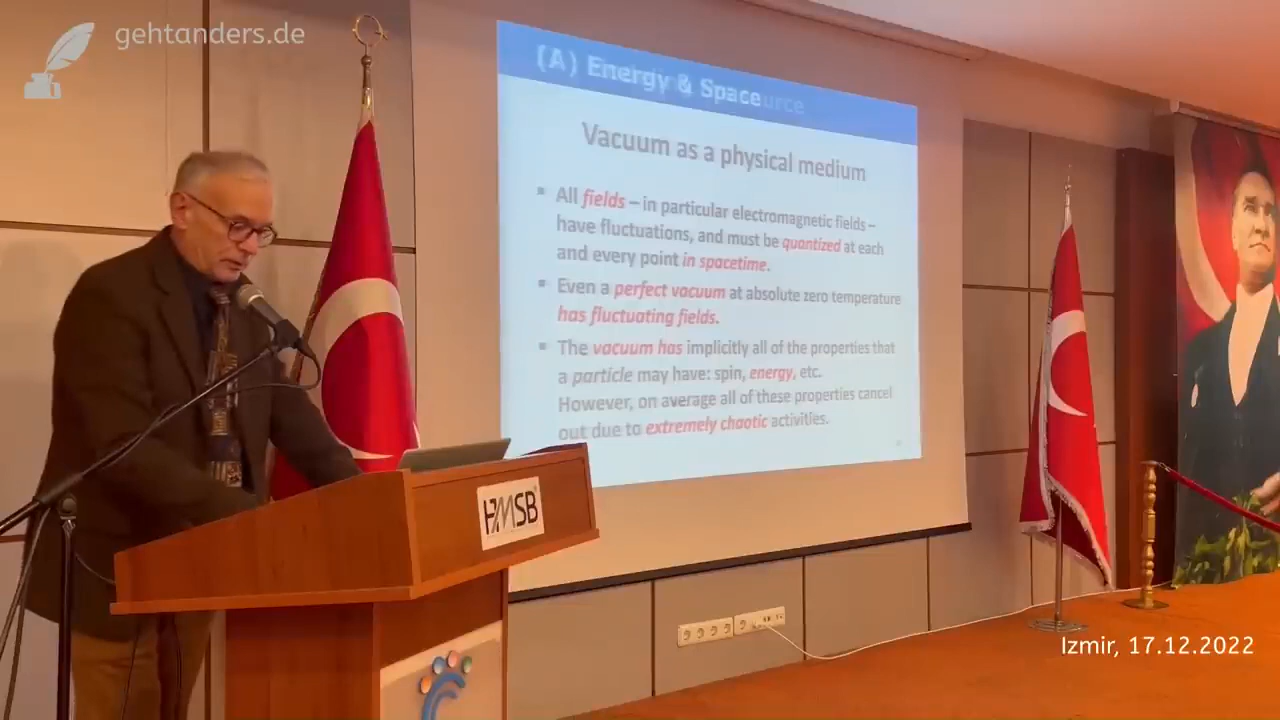 gehtanders.de
(A) Energy & Space
Vacuum as a physical medium
▪ All fields – in particular electromagnetic fields –
have fluctuations, and must be quantized at each
and every point in spacetime.
▪ Even a perfect vacuum at absolute zero temperature
has fluctuating fields.
▪ The vacuum has implicitly all of the properties that
a particle may have: spin, energy, etc.
However, on average all of these properties cancel
out due to extremely chaotic activities.
HMSB
Izmir, 17.12.2022